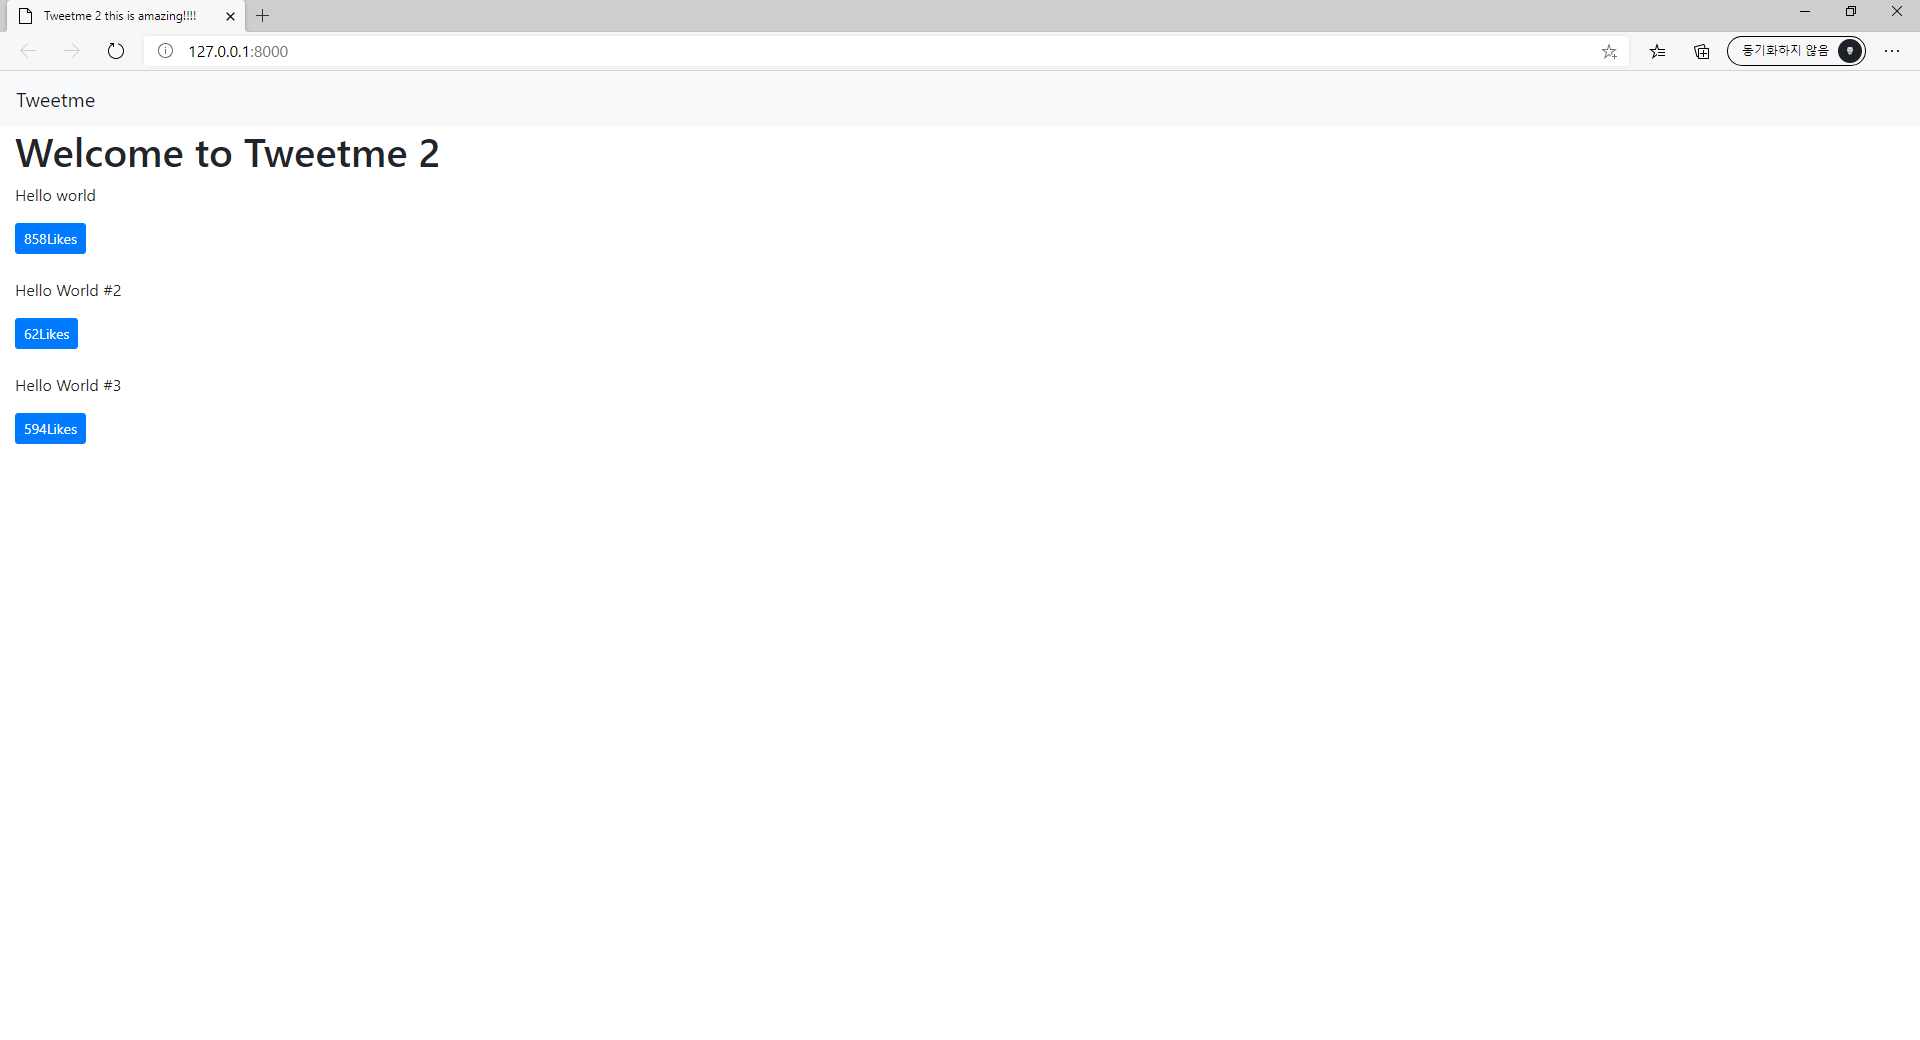 Tweetme 2 this is amazing!!!!
127.0.0.1:8000
동기화하지 않음
Tweetme
Welcome to Tweetme 2
Hello world
858Likes
Hello World #2
62Likes
Hello World #3
594Likes